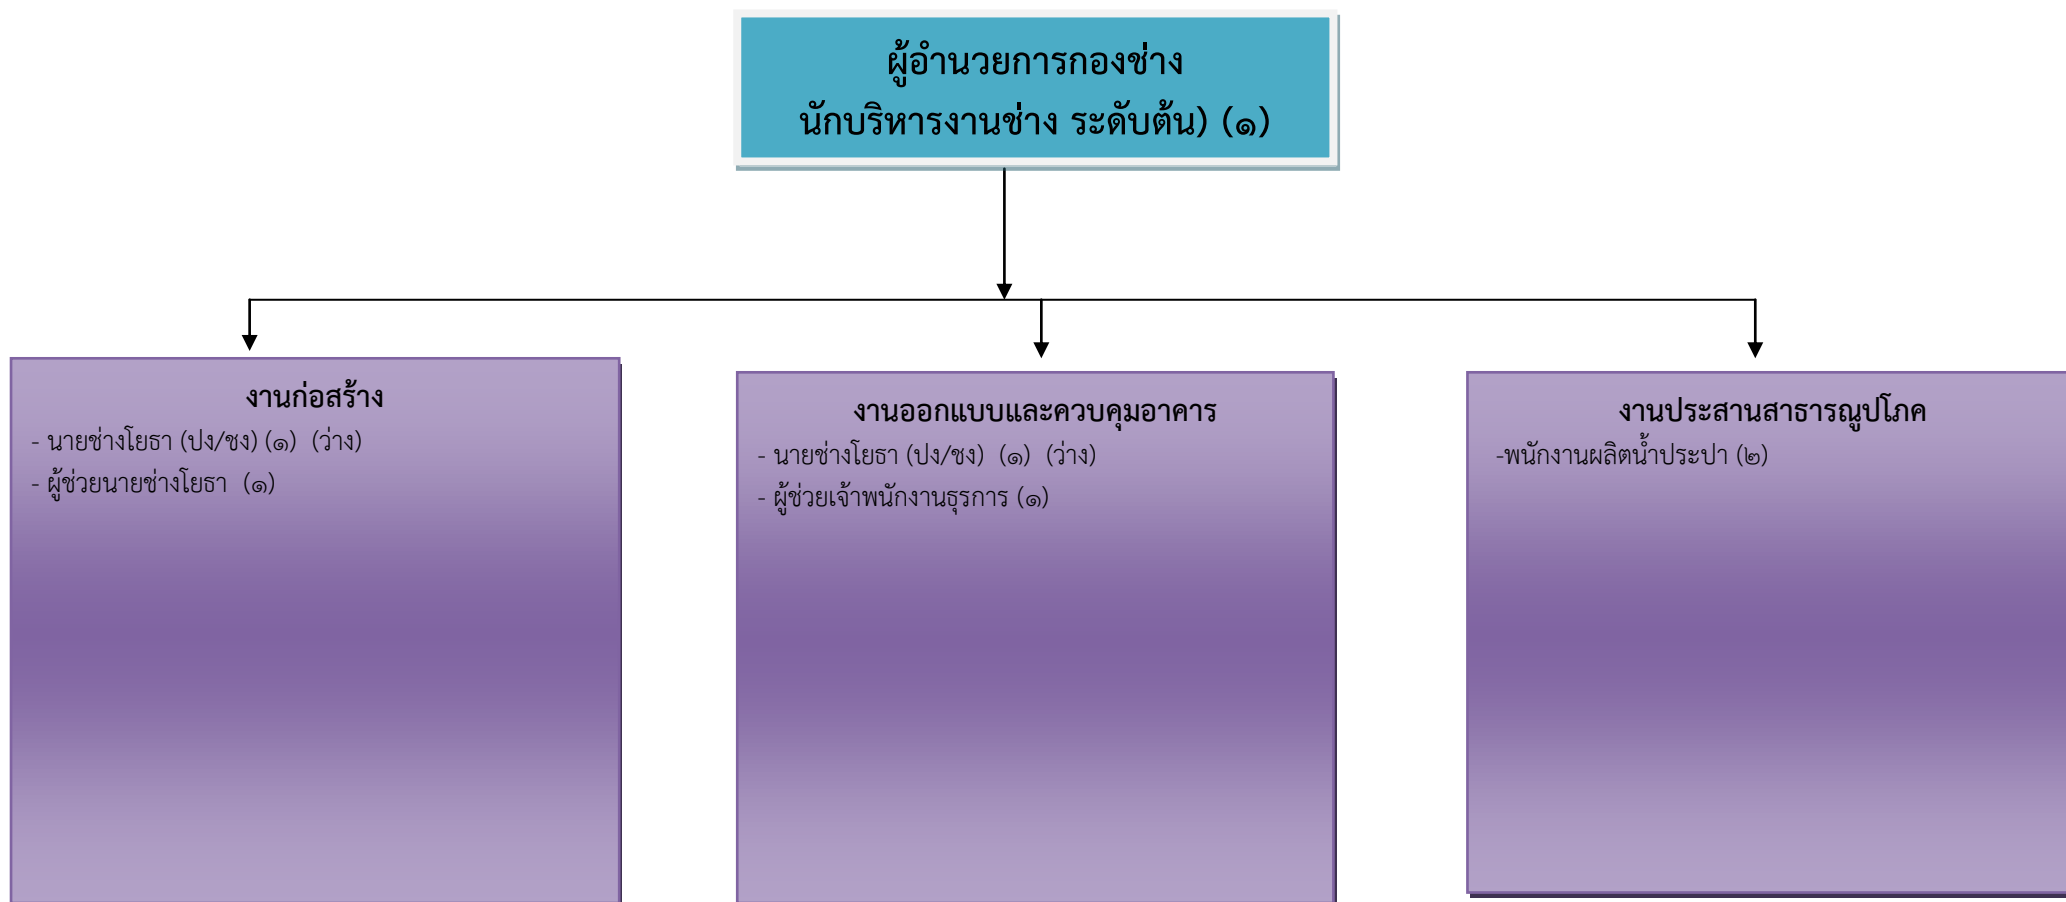 ผู้อำนวยการกองช่าง
นักบริหารงานช่าง ระดับต้น) (๑)
งานก่อสร้าง
- นายช่างโยธา (ปง/ชง) (๑) (ว่าง)
- ผู้ช่วยนายช่างโยธา (๑)
งานออกแบบและควบคุมอาคาร
- นายช่างโยธา (ปง/ชง) (๑) (ว่าง)
- ผู้ช่วยเจ้าพนักงานธุรการ (๑)
งานประสานสาธารณูปโภค
-พนักงานผลิตน้ำประปา (๒)